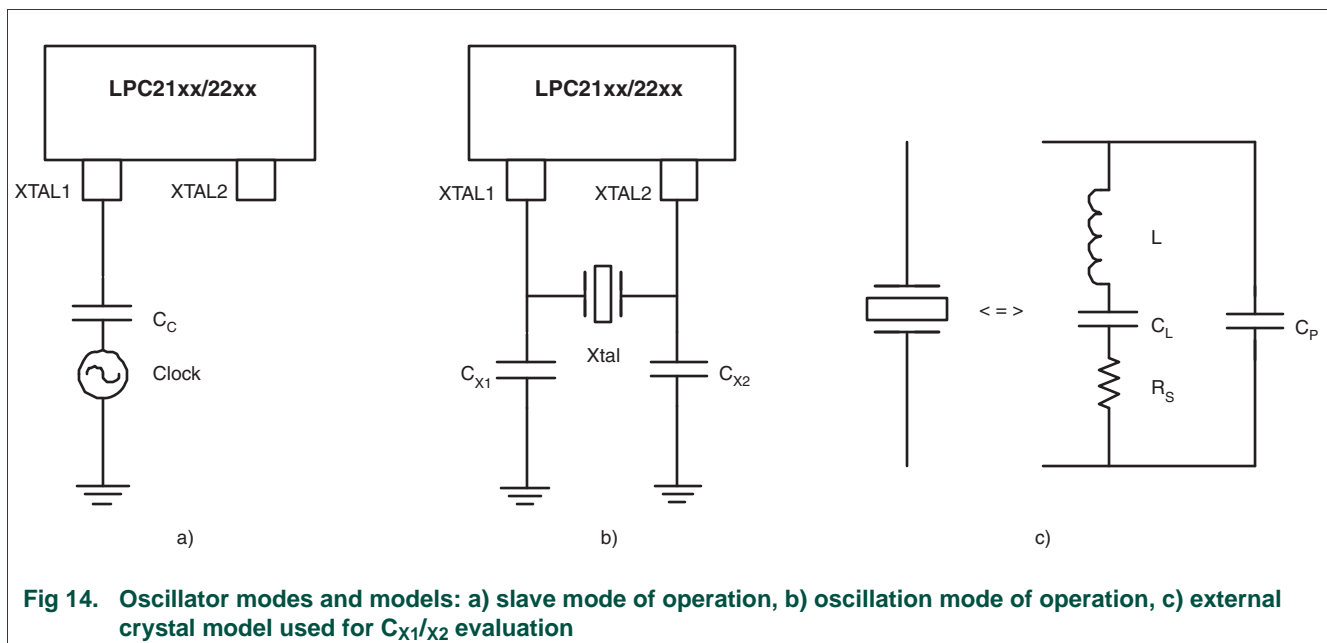 LPC21xx/22xx
XTAL1
XTAL2
C_C
Clock
a)
LPC21xx/22xx
XTAL1
XTAL2
Xtal
C_X1
C_X2
b)
< = >
L
C_L
R_S
C_P
c)
Fig 14. Oscillator modes and models: a) slave mode of operation, b) oscillation mode of operation, c) external
crystal model used for C_X1/X2 evaluation